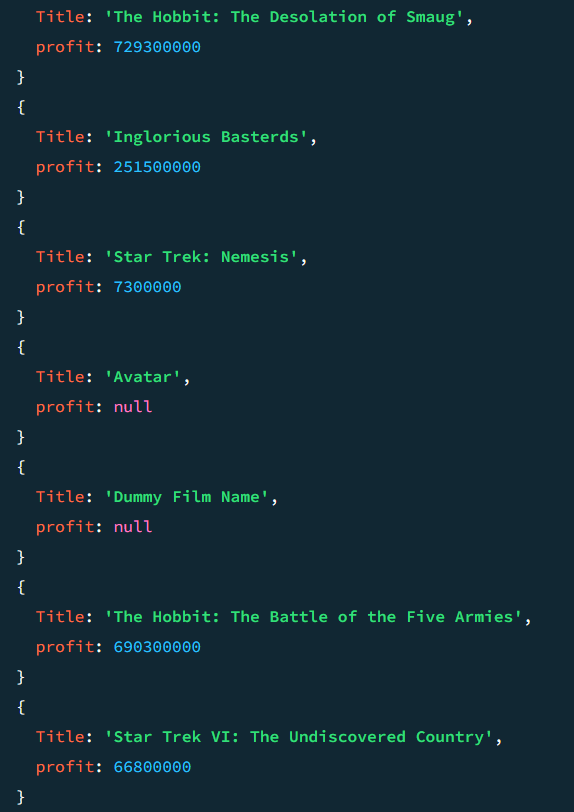 Title: 'The Hobbit: The Desolation of Smaug',
profit: 729300000
}
{
Title: 'Inglorious Basterds',
profit: 251500000
}
{
Title: 'Star Trek: Nemesis',
profit: 7300000
}
{
Title: 'Avatar',
profit: null
}
{
Title: 'Dummy Film Name',
profit: null
}
{
Title: 'The Hobbit: The Battle of the Five Armies',
profit: 690300000
}
{
Title: 'Star Trek VI: The Undiscovered Country',
profit: 66800000
}